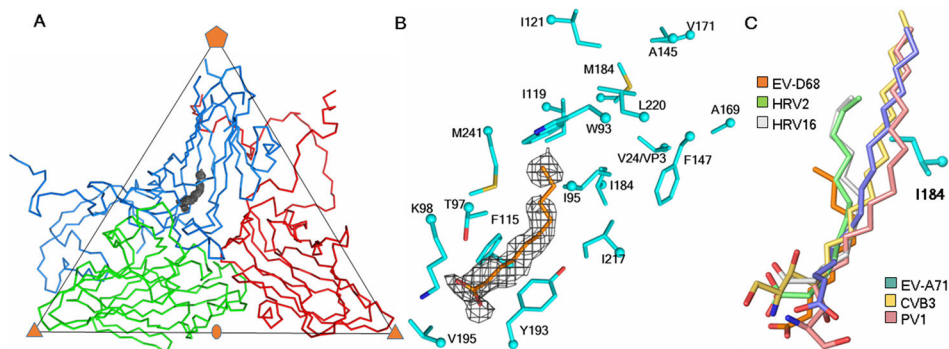 A
B
C
I121
V171
A145
M184
I119
L220
A169
W93
M241
V24/VP3
F147
I95
I184
T97
K98
F115
I217
V195
Y193
EV-D68
HRV2
HRV16
I184
EV-A71
CVB3
PV1